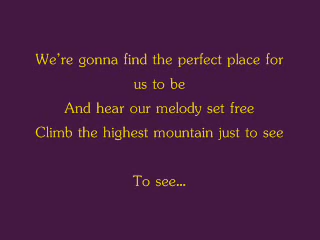 We're gonna find the perfect place for
us to be
And hear our melody set free
Climb the highest mountain just to see
To see...